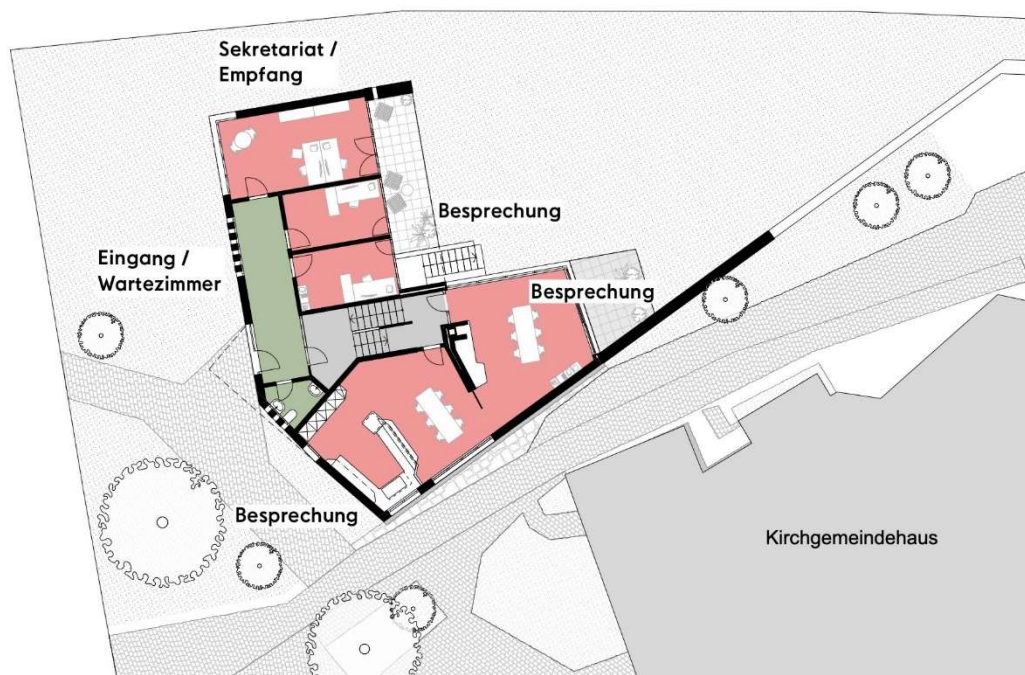 Sekretariat /
Empfang
Besprechung
Eingang /
Wartezimmer
Besprechung
Besprechung
Kirchgemeindehaus